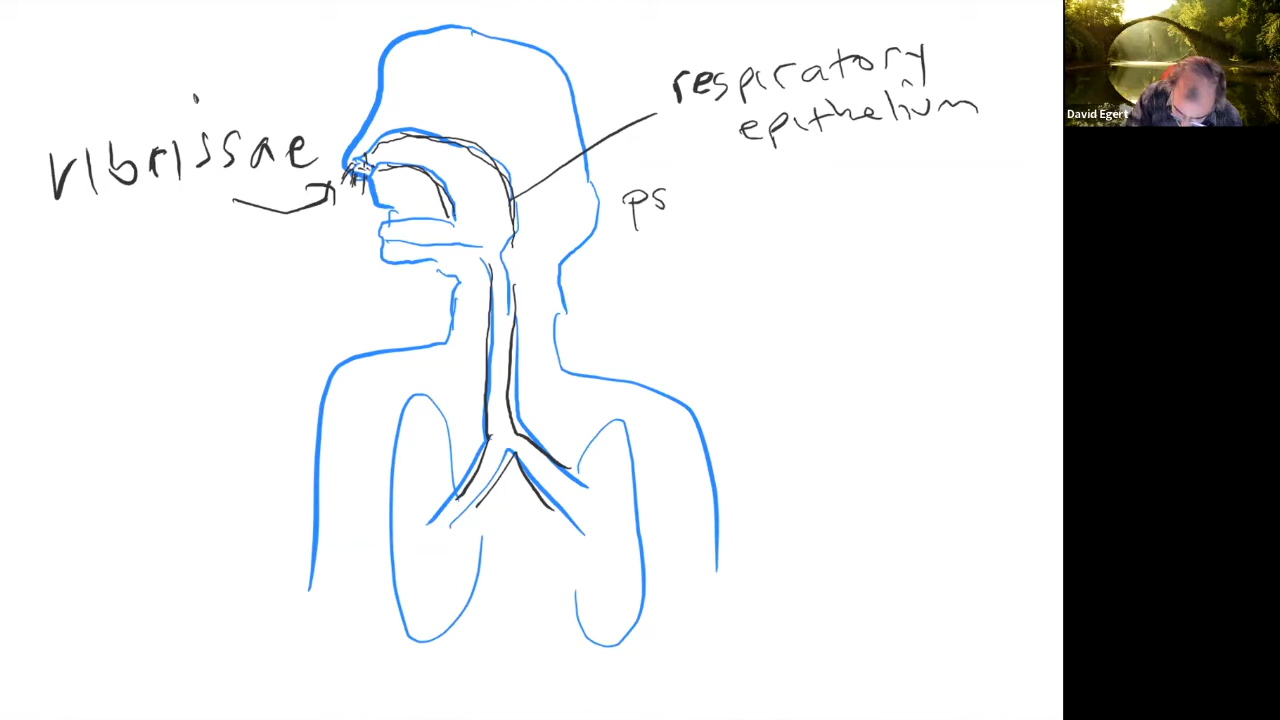 vibrissae
respiratory
epithelium
ps
David Egert